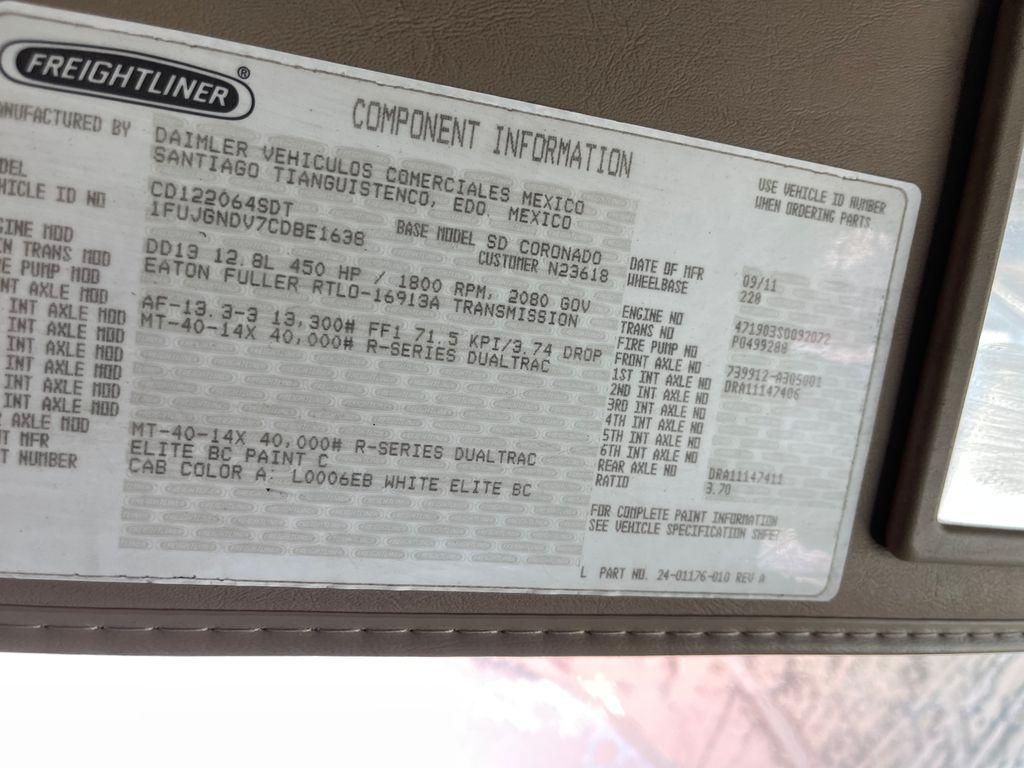 FREIGHTLINER®
COMPONENT INFORMATION
USE VEHICLE ID NUMBER
WHEN ORDERING PARTS
ANUFACTURED BY DAIMLER VEHICULOS COMERCIALES MEXICO
SANTIAGO TIANGUISTENCO, EDO. MEXICO
DEL CD122064SDT BASE MODEL SD CORONADO DATE OF MFR 09/11
HICLE ID NO 1FUJGNDV7CDBE1638 CUSTOMER N23618 WHEELBASE 220
GINE MOD DD13 12.8L 450 HP / 1800 RPM, 2080 GOV ENGINE NO 471903S0092072
N TRANS MOD EATON FULLER RTLO-16913A TRANSMISSION TRANS NO P0499288
E PUMP MOD FIRE PUMP NO
NT AXLE MOD AF-13.3-3 13,300# FF1 71.5 KPI/3.74 DROP FRONT AXLE NO 739912-A305001
INT AXLE MOD MT-40-14X 40,000# R-SERIES DUALTRAC 1ST INT AXLE NO DRA11147406
INT AXLE MOD 2ND INT AXLE NO
INT AXLE MOD 3RD INT AXLE NO
INT AXLE MOD 4TH INT AXLE NO
INT AXLE MOD 5TH INT AXLE NO
INT AXLE MOD 6TH INT AXLE NO
R AXLE MOD MT-40-14X 40,000# R-SERIES DUALTRAC REAR AXLE NO DRA11147411
NT MFR ELITE BC PAINT C RATIO 3.70
T NUMBER CAB COLOR A: L0006EB WHITE ELITE BC
FOR COMPLETE PAINT INFORMATION
SEE VEHICLE SPECIFICATION SHEET
L PART NO. 24-01176-010 REV A